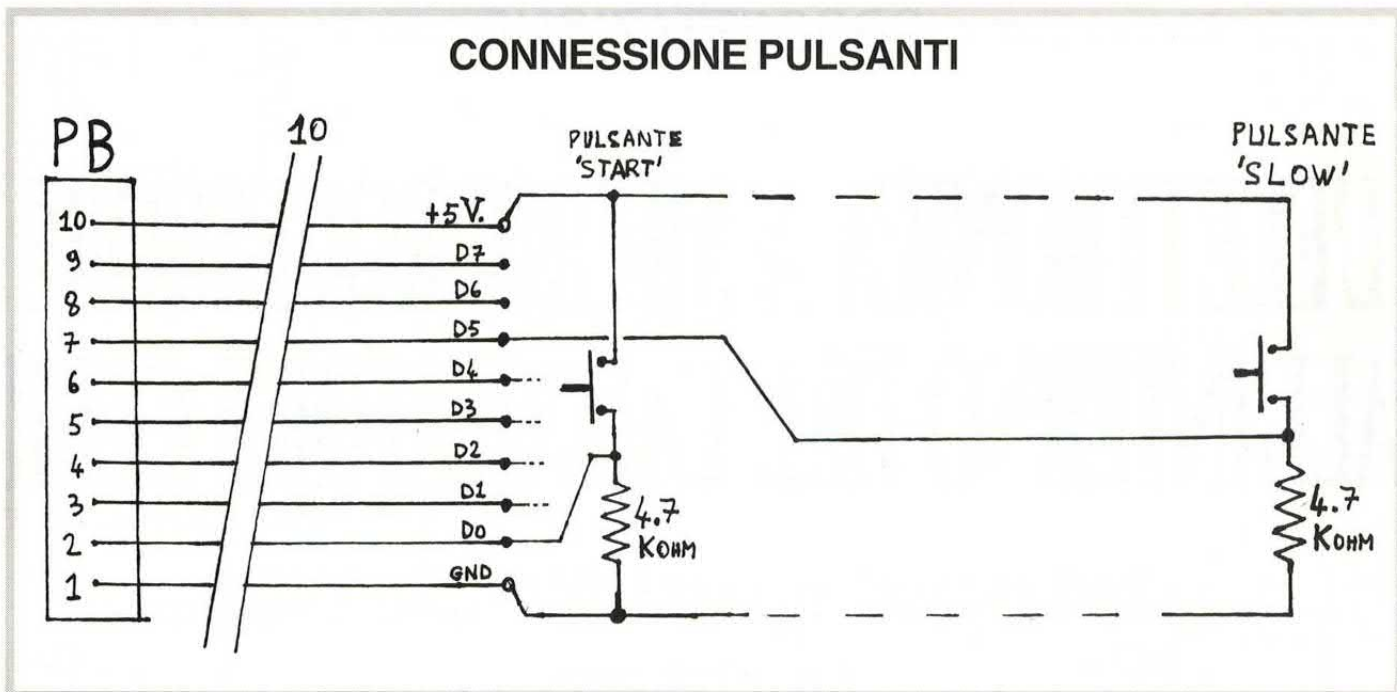 CONNESSIONE PULSANTI
PB
10
PULSANTE
'START'
PULSANTE
'SLOW'
10 +5V.
9 D7
8 D6
7 D5
6 D4
5 D3
4 D2
3 D1
2 D0
1 GND
4.7
KOHM
4.7
KOHM